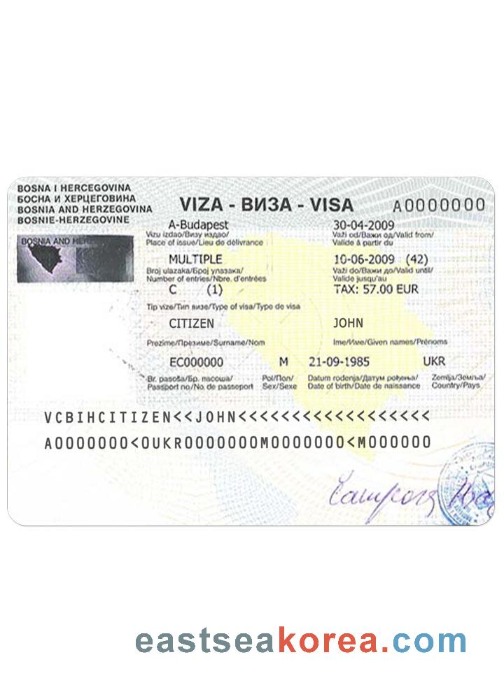 BOSNA I HERCEGOVINA
БОСНА И ХЕРЦЕГОВИНА
BOSNIA AND HERZEGOVINA
BOSNIE-HERZEGOVINE
VIZA - ВИЗА - VISA A0000000
A-Budapest 30-04-2009
Vizu izdao/Визу издао/ Važi od/Важи од/Valid from/
Place of issue/Lieu de délivrance Valide à partir du
BOSNIA AND HE
MULTIPLE 10-06-2009 (42)
Broj ulazaka/Број улазака/ Važi do/Важи до/Valid until/
Number of entries/Nbre. d'entrées Valide jusqu'au
C (1) TAX: 57.00 EUR
Tip vize/Тип визе/Type of visa/Type de visa
CITIZEN JOHN
Prezime/Презиме/Surname/Nom Ime/Име/Given names/Prénoms
EC000000 M 21-09-1985 UKR
Br. pasoša/Бр. пасоша/ Pol/Пол/ Datum rođenja/Датум рођења/ Zemlja/Земља/
Passport no/No. de passeport Sex/Sexe Date of birth/Date de naissance Country/Pays
VCBIHCITIZEN<<JOHN<<<<<<<<<<<<<<<<<<
A0000000<0UKR0000000M0000000<M000000
eastseakorea.com